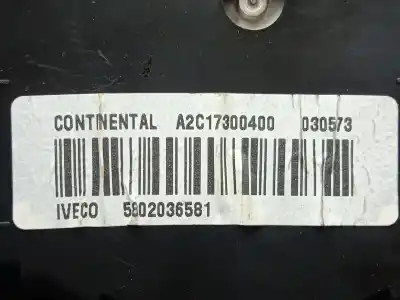 CONTINENTAL A2C17300400 030573
IVECO 5802036581